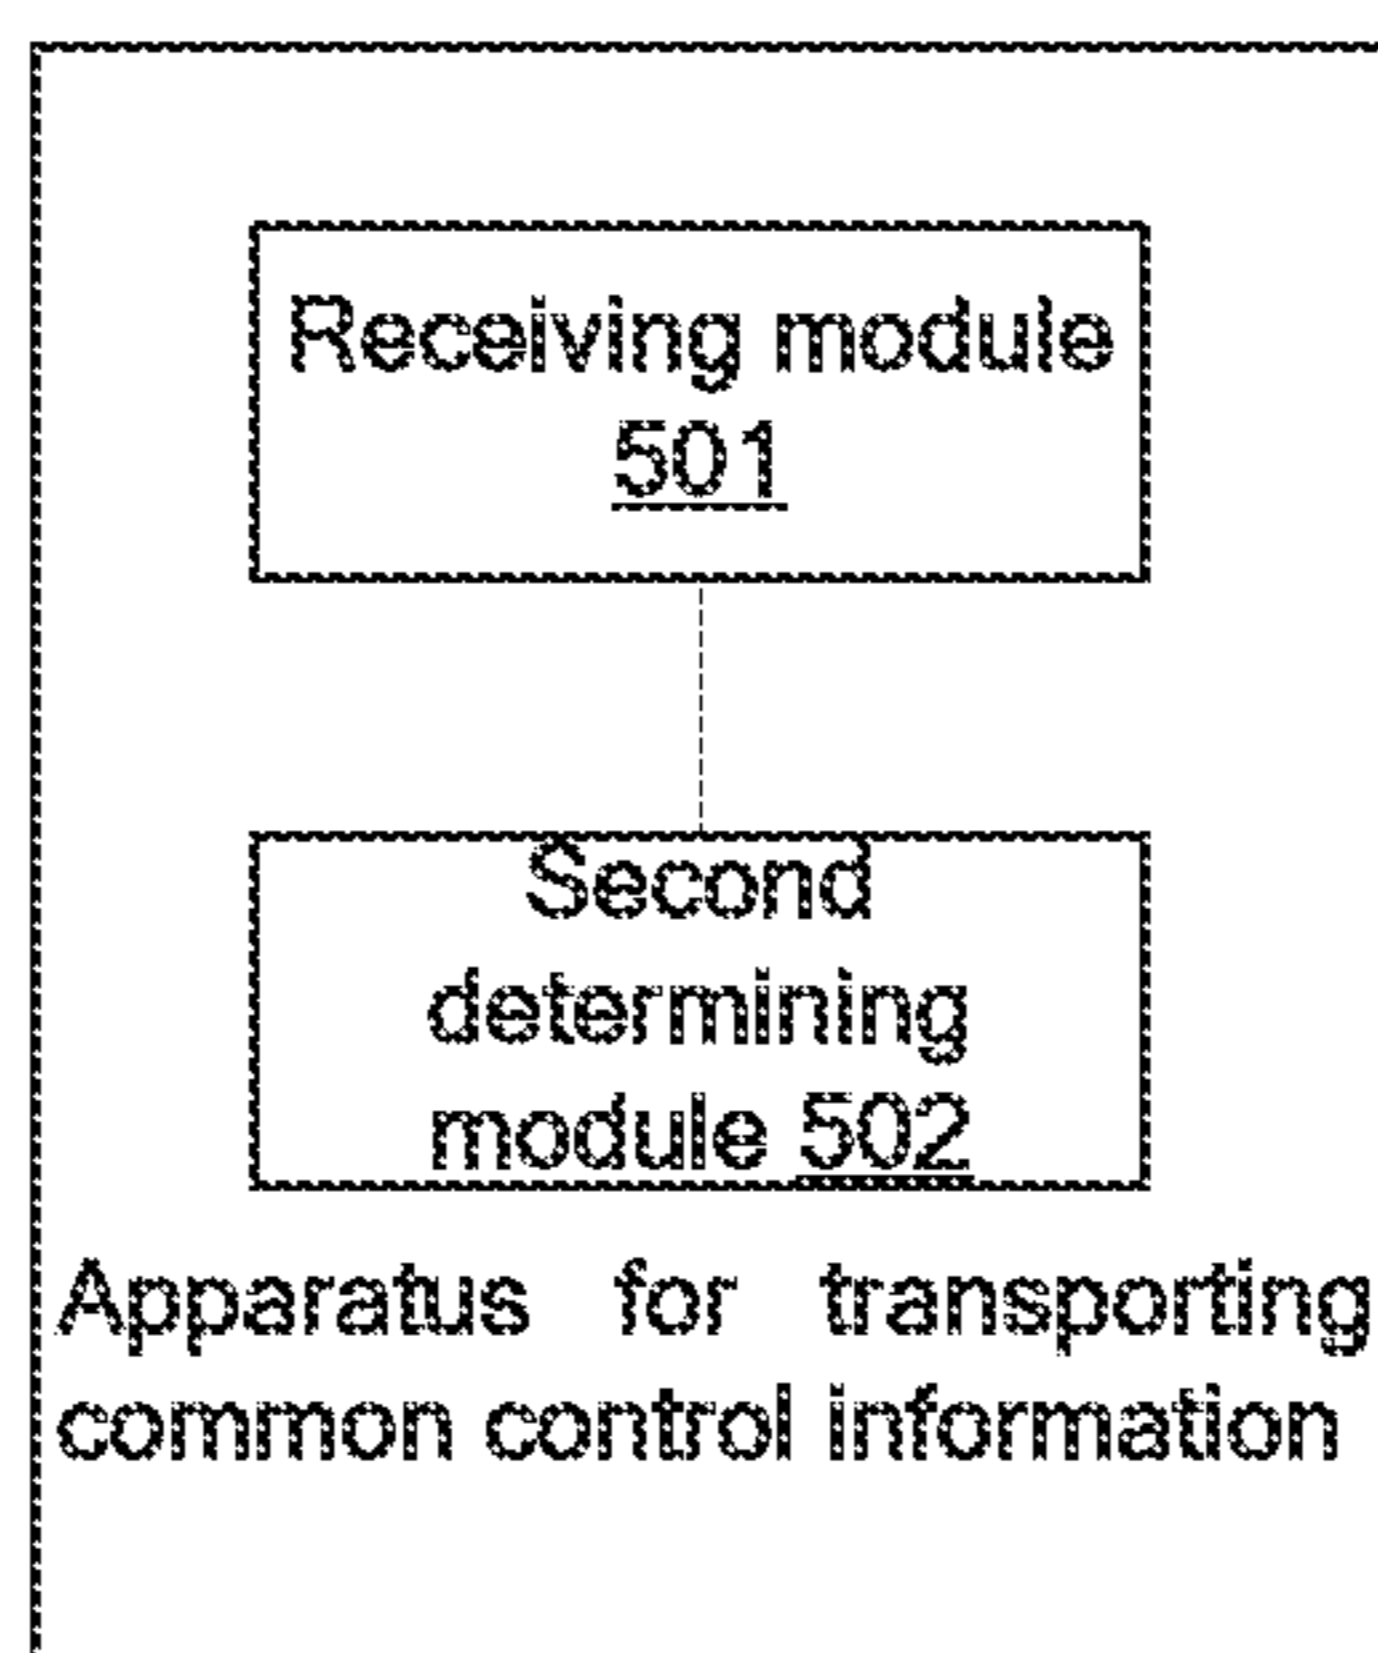 Receiving module
501
Second
determining
module 502
Apparatus for transporting
common control information